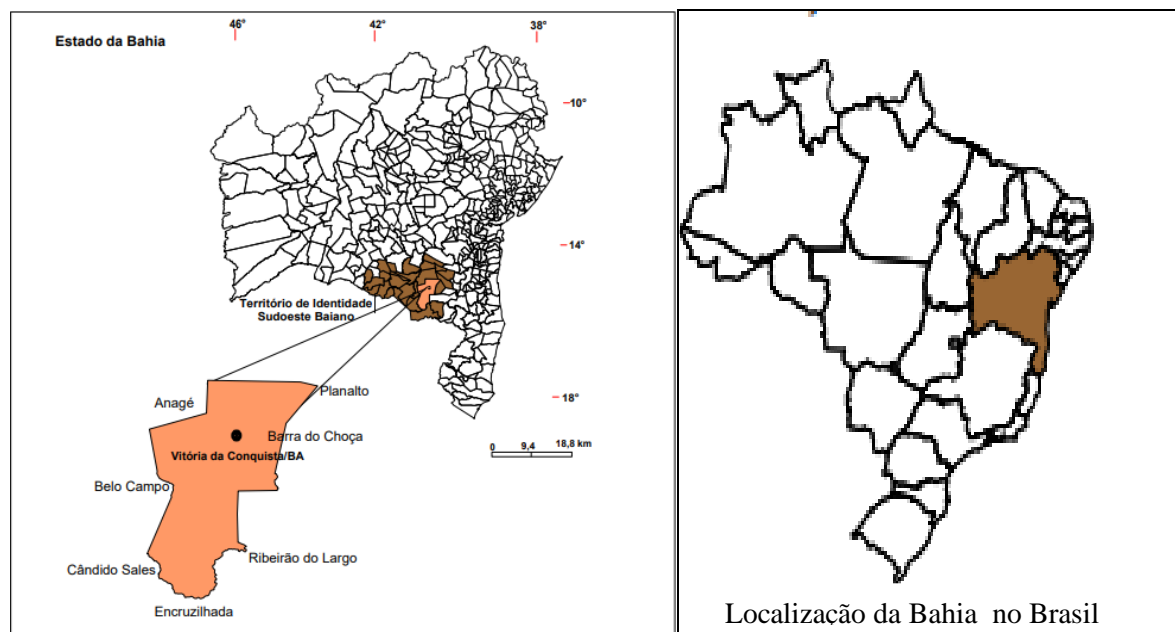 46°
42°
38°
Estado da Bahia
10°
14°
Território de Identidade
Sudoeste Baiano
18°
Planalto
Anagé
Barra do Choça
0 9,4 18,8 km
Vitória da Conquista/BA
Belo Campo
Ribeirão do Largo
Cândido Sales
Encruzilhada
Localização da Bahia no Brasil